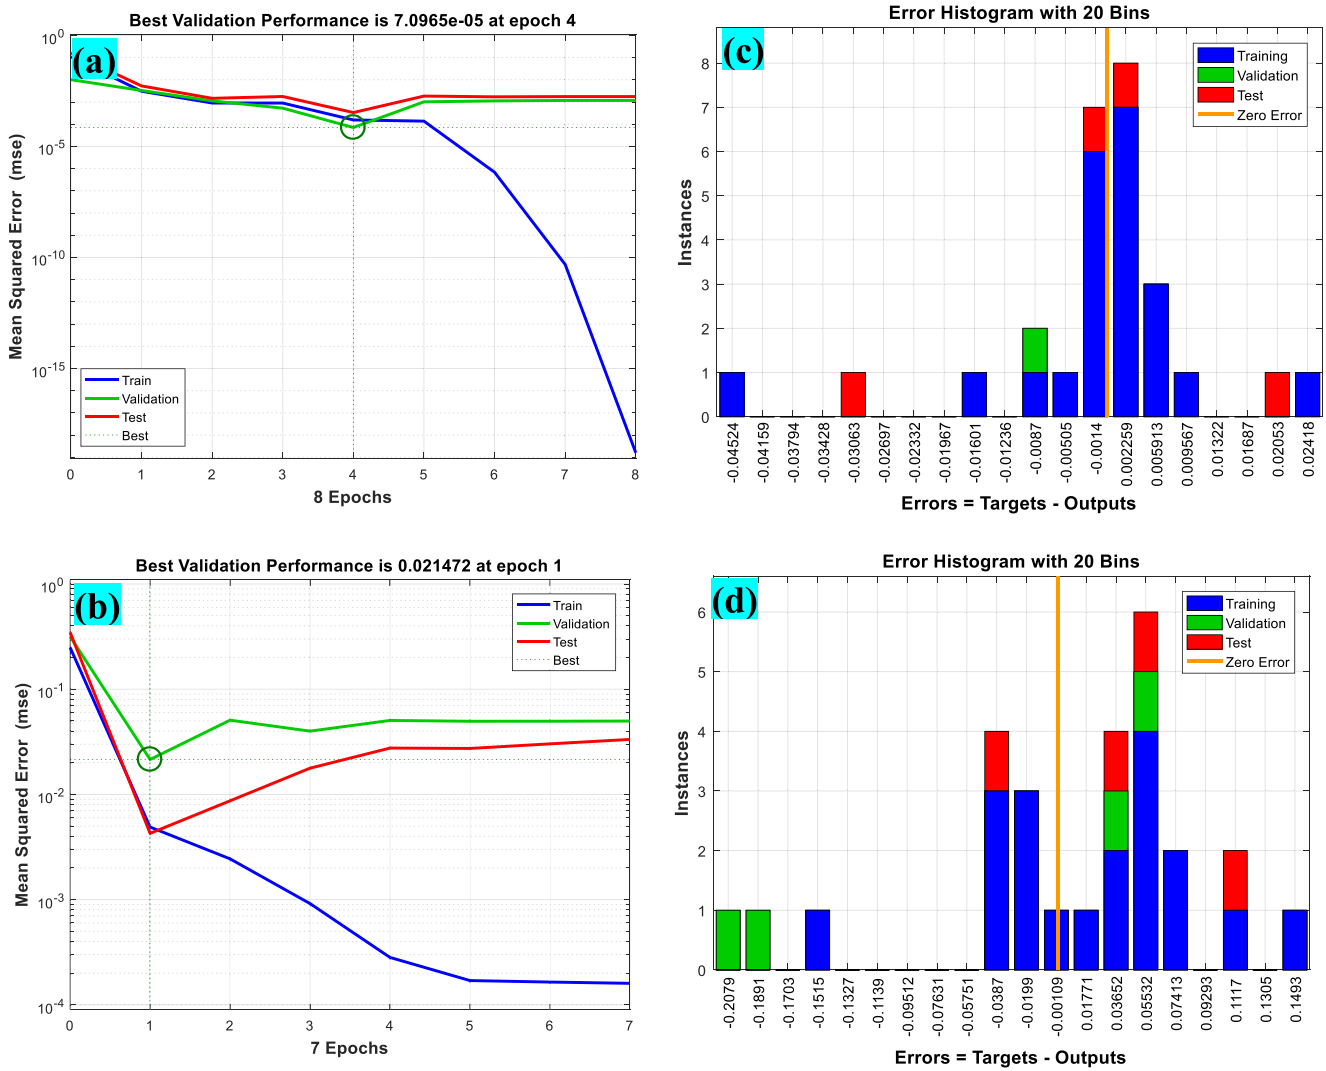 Best Validation Performance is 7.0965e-05 at epoch 4
(a)
Mean Squared Error (mse)
10^0
10^-5
10^-10
10^-15
Train
Validation
Test
Best
0 1 2 3 4 5 6 7 8
8 Epochs
Error Histogram with 20 Bins
(c)
Training
Validation
Test
Zero Error
Instances
8
7
6
5
4
3
2
1
0
-0.04524
-0.04159
-0.03794
-0.03428
-0.03063
-0.02697
-0.02332
-0.01967
-0.01601
-0.01236
-0.0087
-0.00505
-0.0014
0.002259
0.005913
0.009567
0.01322
0.01687
0.02053
0.02418
Errors = Targets - Outputs
Best Validation Performance is 0.021472 at epoch 1
(b)
Train
Validation
Test
Best
Mean Squared Error (mse)
10^0
10^-1
10^-2
10^-3
10^-4
0 1 2 3 4 5 6 7
7 Epochs
Error Histogram with 20 Bins
(d)
Training
Validation
Test
Zero Error
Instances
6
5
4
3
2
1
0
-0.2079
-0.1891
-0.1703
-0.1515
-0.1327
-0.1139
-0.09512
-0.07631
-0.05751
-0.0387
-0.0199
-0.00109
0.01771
0.03652
0.05532
0.07413
0.09293
0.1117
0.1305
0.1493
Errors = Targets - Outputs